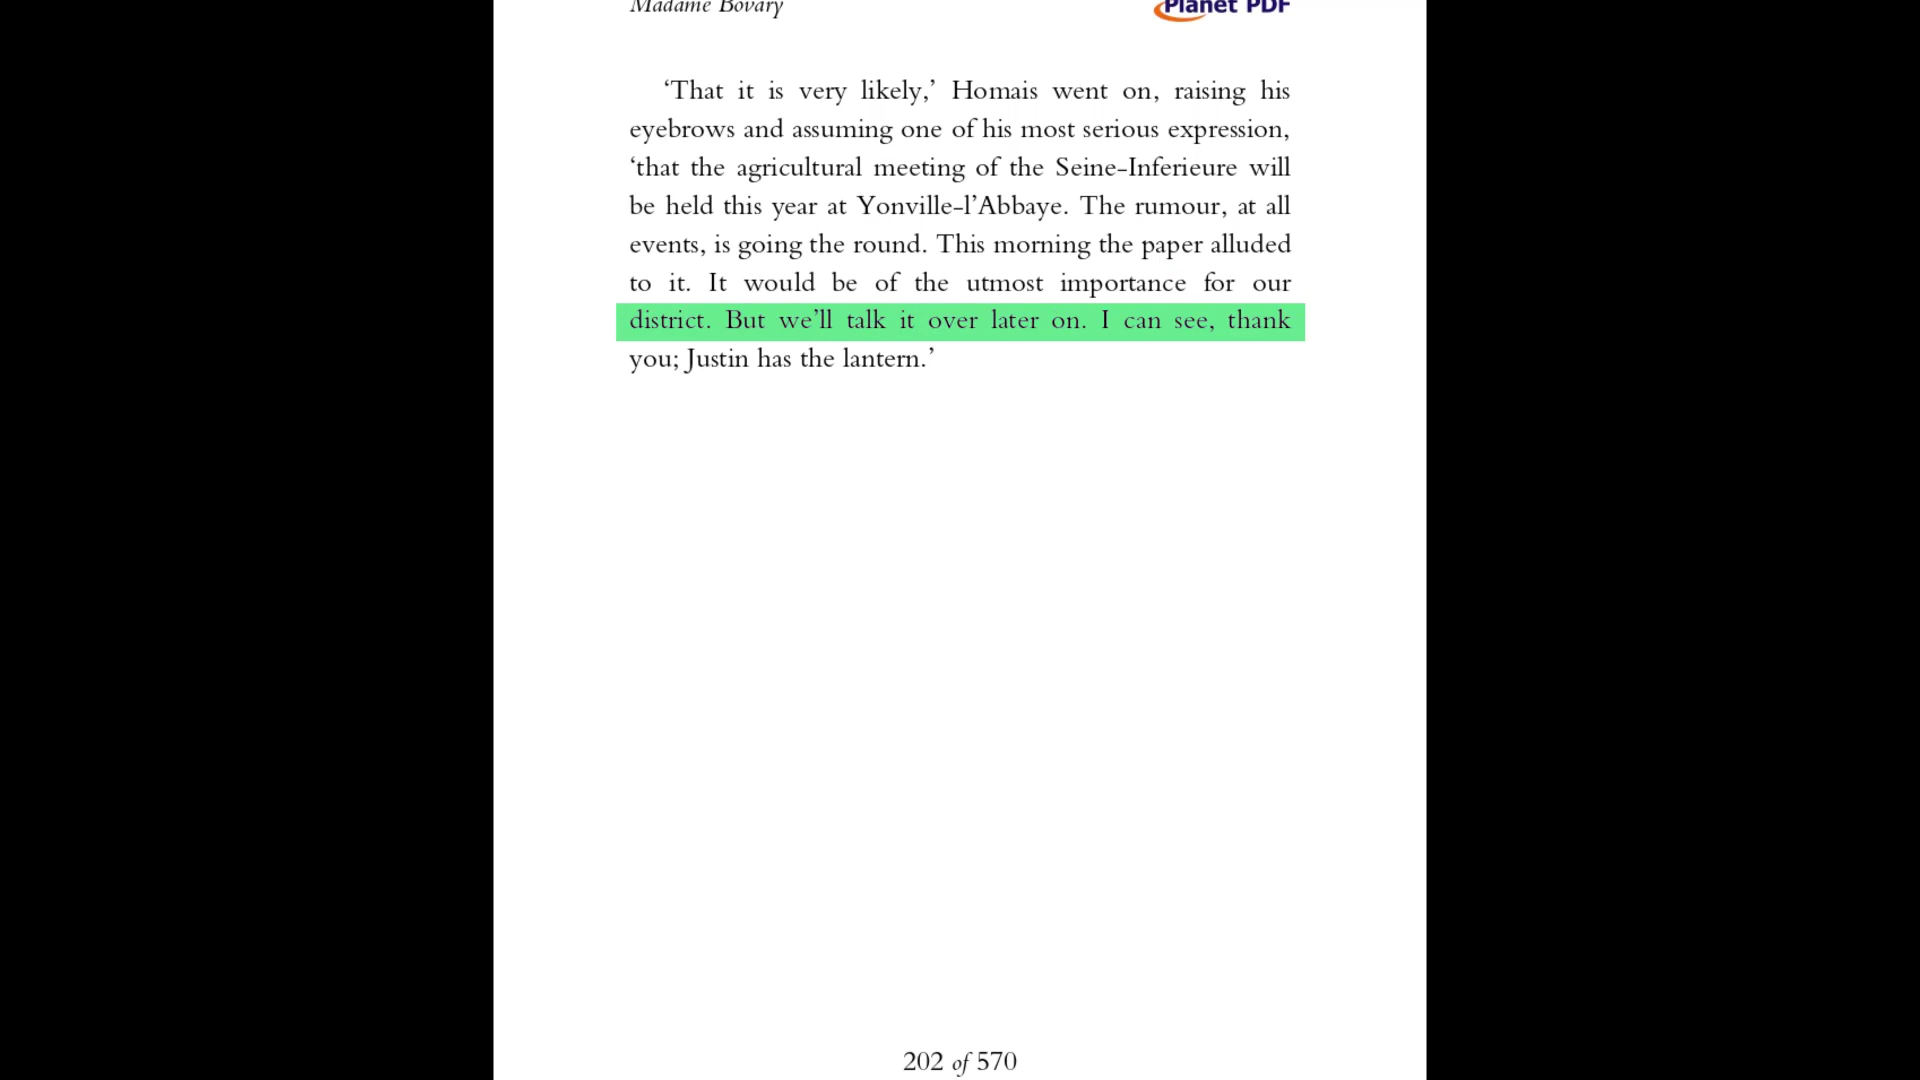 Madame Bovary
Planet PDF
‘That it is very likely,’ Homais went on, raising his
eyebrows and assuming one of his most serious expression,
‘that the agricultural meeting of the Seine-Inferieure will
be held this year at Yonville-l’Abbaye. The rumour, at all
events, is going the round. This morning the paper alluded
to it. It would be of the utmost importance for our
district. But we’ll talk it over later on. I can see, thank
you; Justin has the lantern.’
202 of 570